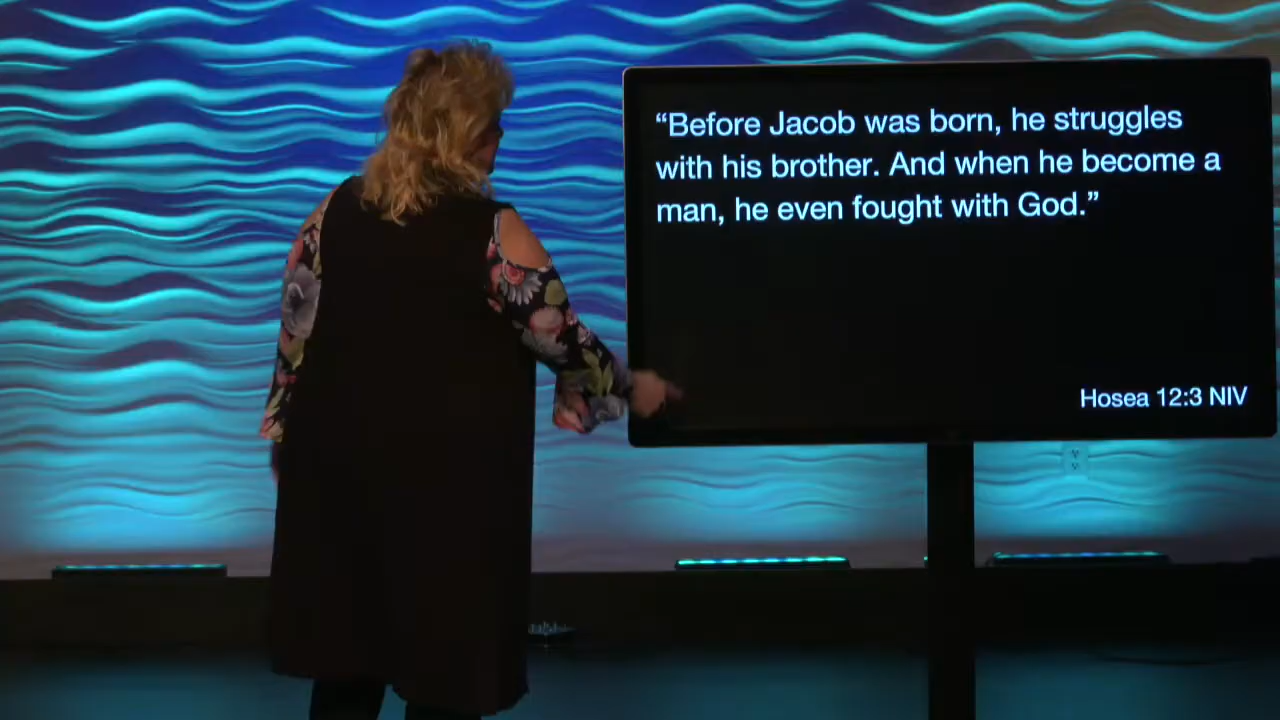 “Before Jacob was born, he struggles
with his brother. And when he become a
man, he even fought with God.”
Hosea 12:3 NIV